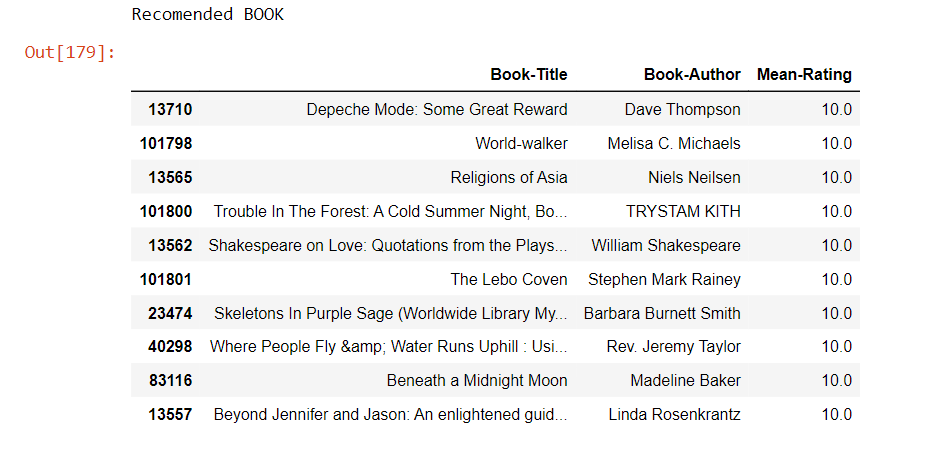 Recomended BOOK
Out[179]:
Book-Title Book-Author Mean-Rating
13710 Depeche Mode: Some Great Reward Dave Thompson 10.0
101798 World-walker Melisa C. Michaels 10.0
13565 Religions of Asia Niels Neilsen 10.0
101800 Trouble In The Forest: A Cold Summer Night, Bo... TRYSTAM KITH 10.0
13562 Shakespeare on Love: Quotations from the Plays... William Shakespeare 10.0
101801 The Lebo Coven Stephen Mark Rainey 10.0
23474 Skeletons In Purple Sage (Worldwide Library My... Barbara Burnett Smith 10.0
40298 Where People Fly &amp; Water Runs Uphill : Usi... Rev. Jeremy Taylor 10.0
83116 Beneath a Midnight Moon Madeline Baker 10.0
13557 Beyond Jennifer and Jason: An enlightened guid... Linda Rosenkrantz 10.0